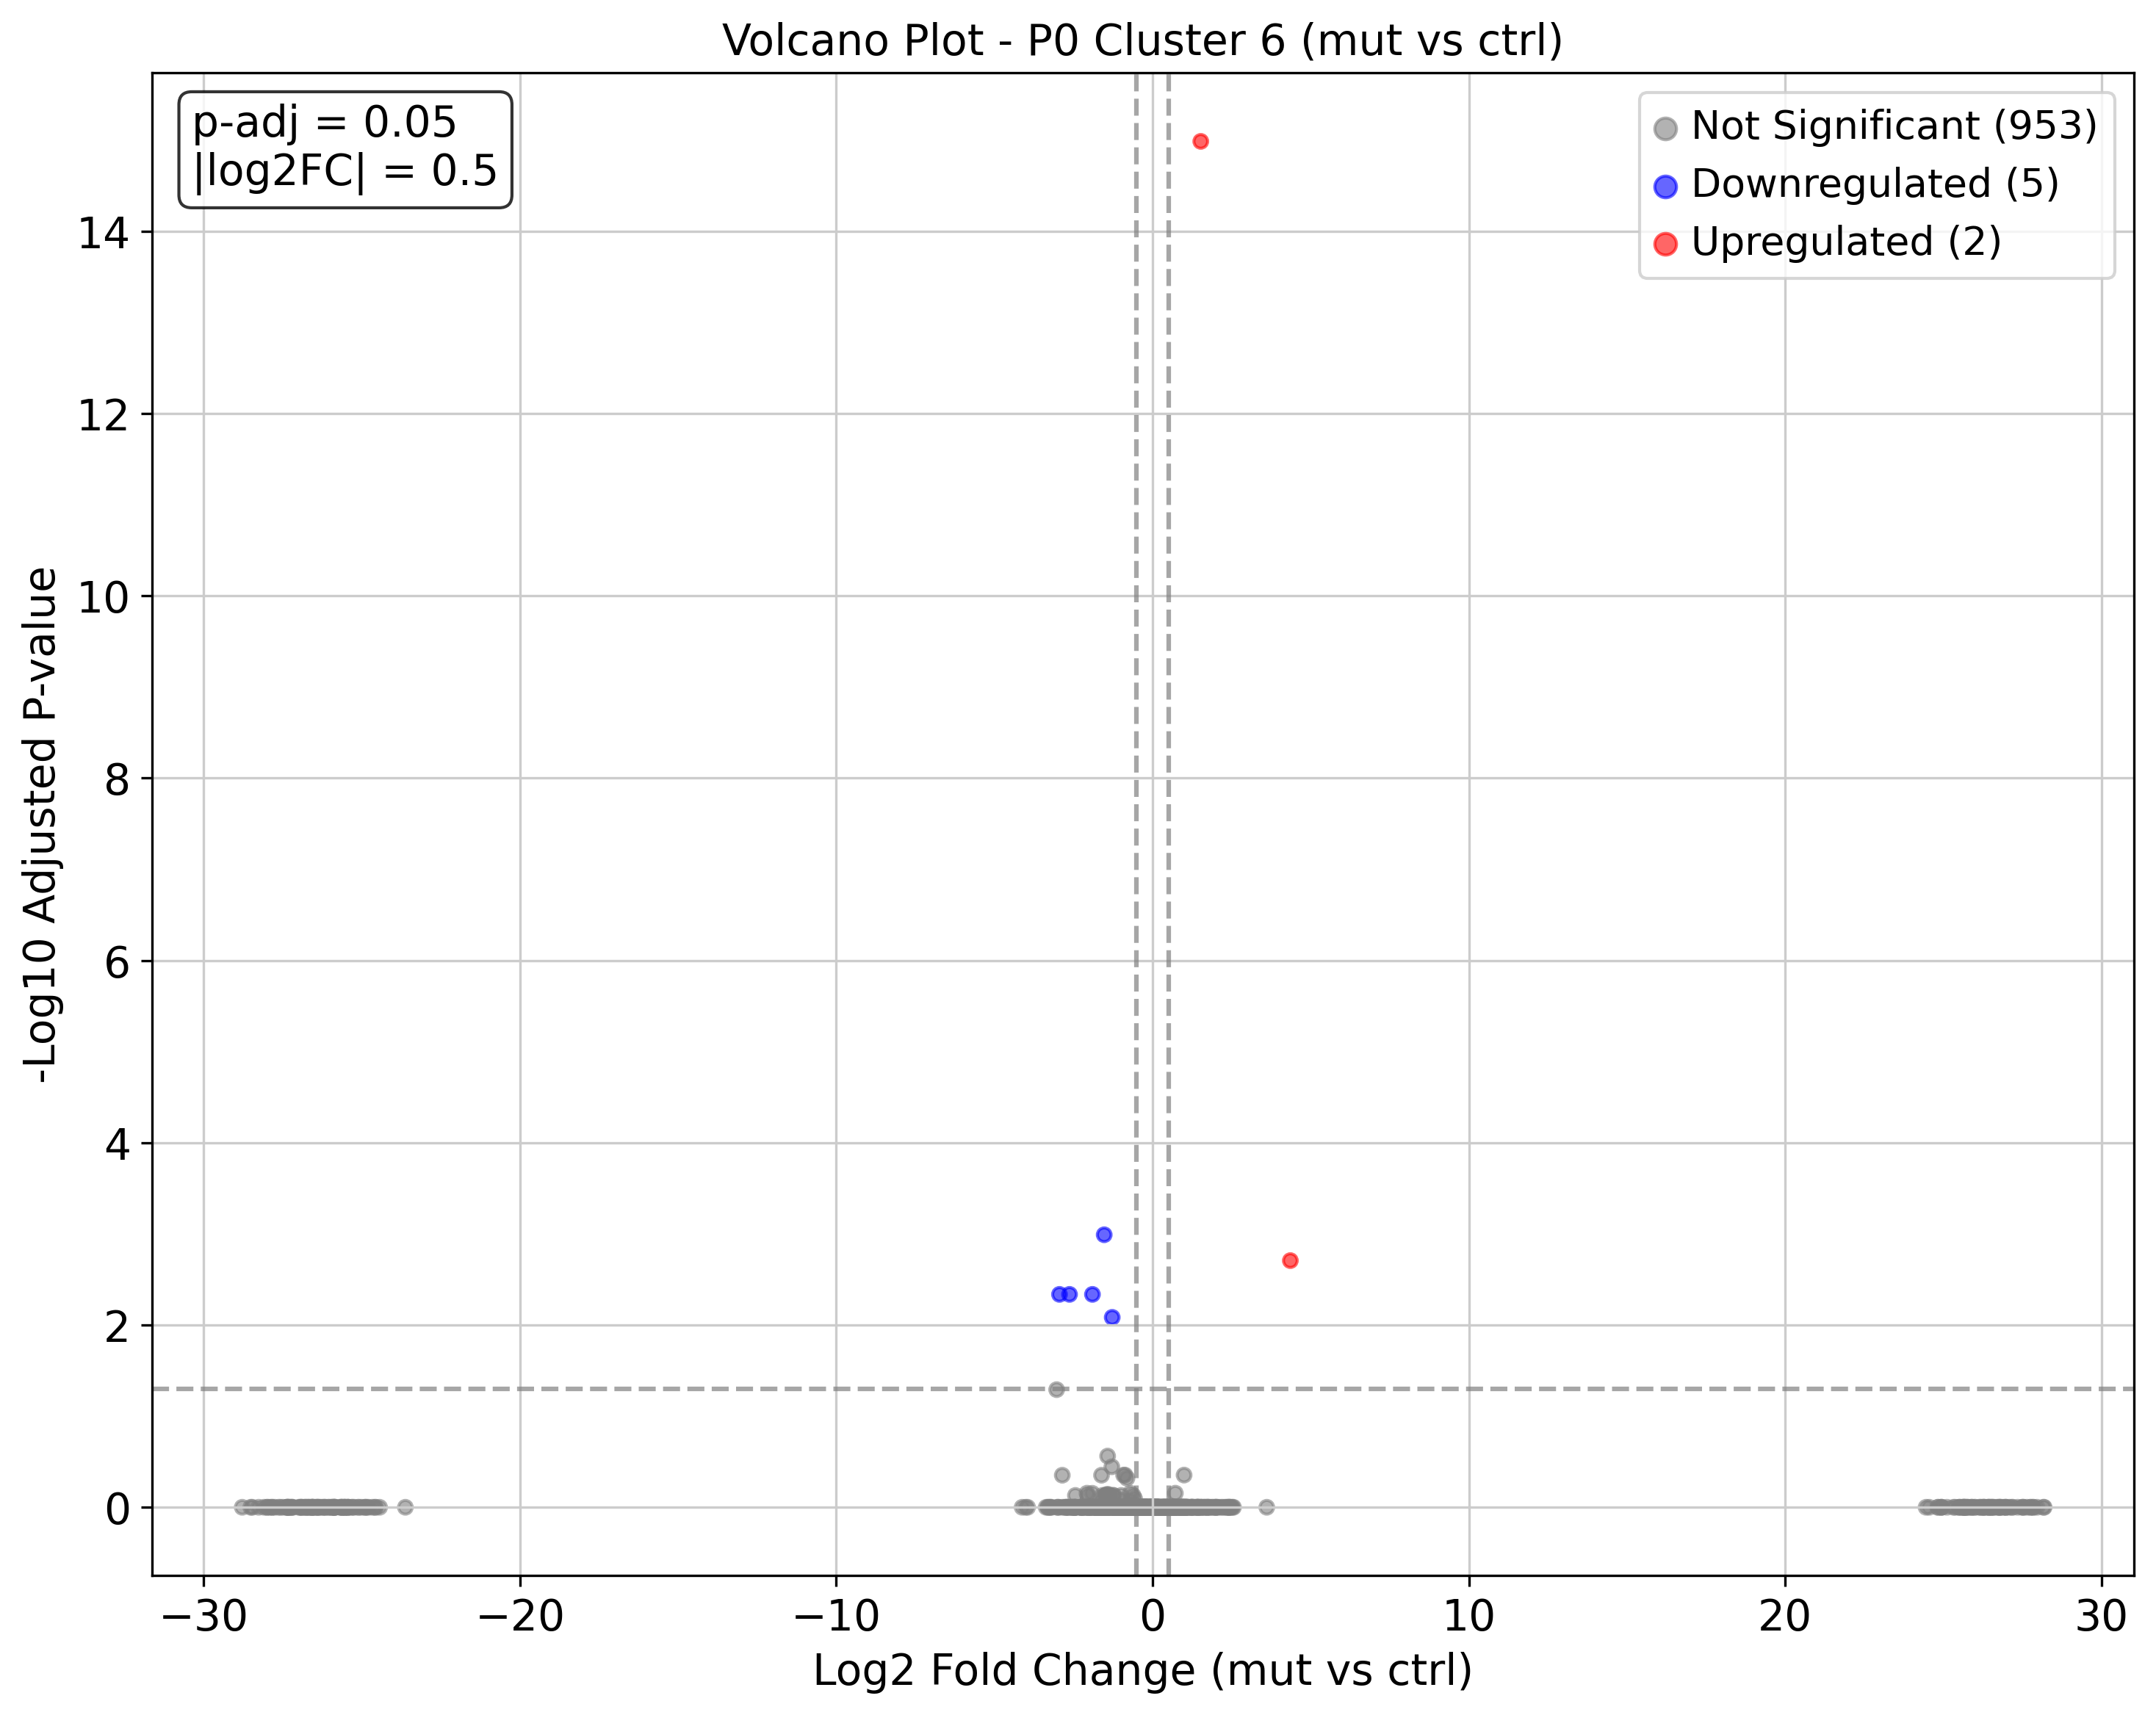 Volcano Plot - P0 Cluster 6 (mut vs ctrl)
p-adj = 0.05
|log2FC| = 0.5
Not Significant (953)
Downregulated (5)
Upregulated (2)
-Log10 Adjusted P-value
14
12
10
8
6
4
2
0
−30
−20
−10
0
10
20
30
Log2 Fold Change (mut vs ctrl)